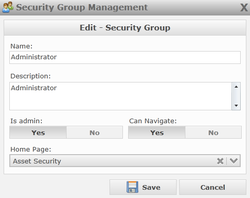 Security Group Management
Edit - Security Group
Name:
Administrator
Description:
Administrator
Is admin: Can Navigate:
Yes No Yes No
Home Page:
Asset Security
Save Cancel